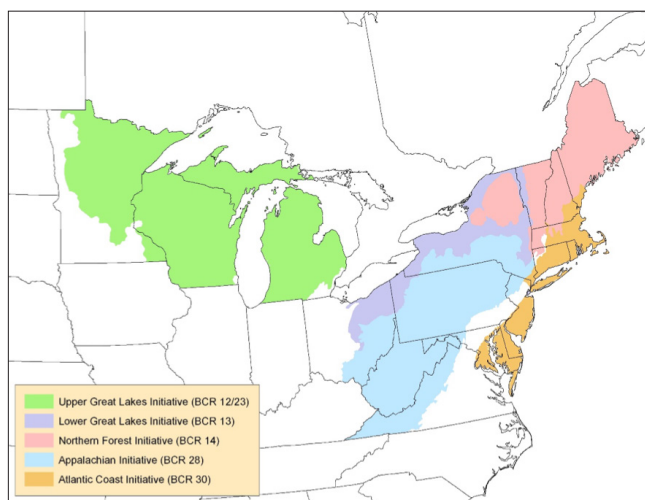 Upper Great Lakes Initiative (BCR 12/23)
Lower Great Lakes Initiative (BCR 13)
Northern Forest Initiative (BCR 14)
Appalachian Initiative (BCR 28)
Atlantic Coast Initiative (BCR 30)